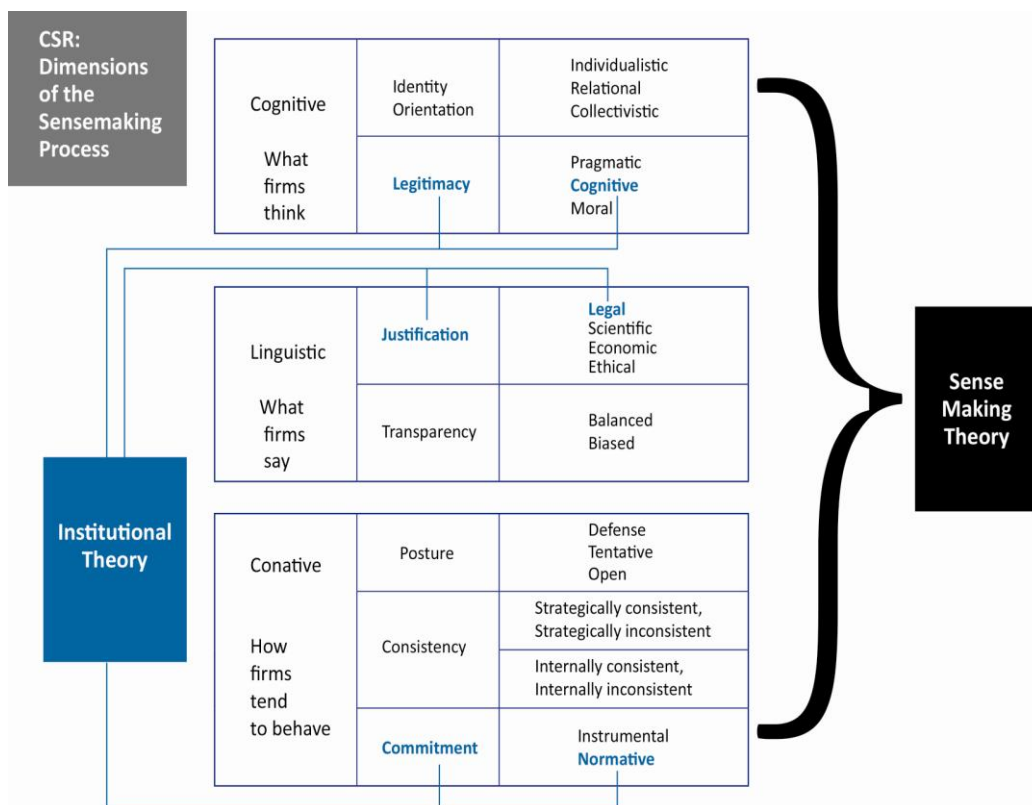 CSR:
Dimensions
of the
Sensemaking
Process
Cognitive
What
firms
think
Identity
Orientation
Individualistic
Relational
Collectivistic
Legitimacy
Pragmatic
Cognitive
Moral
Linguistic
What
firms
say
Justification
Legal
Scientific
Economic
Ethical
Transparency
Balanced
Biased
Conative
How
firms
tend
to behave
Posture
Defense
Tentative
Open
Consistency
Strategically consistent,
Strategically inconsistent
Internally consistent,
Internally inconsistent
Commitment
Instrumental
Normative
Institutional
Theory
Sense
Making
Theory